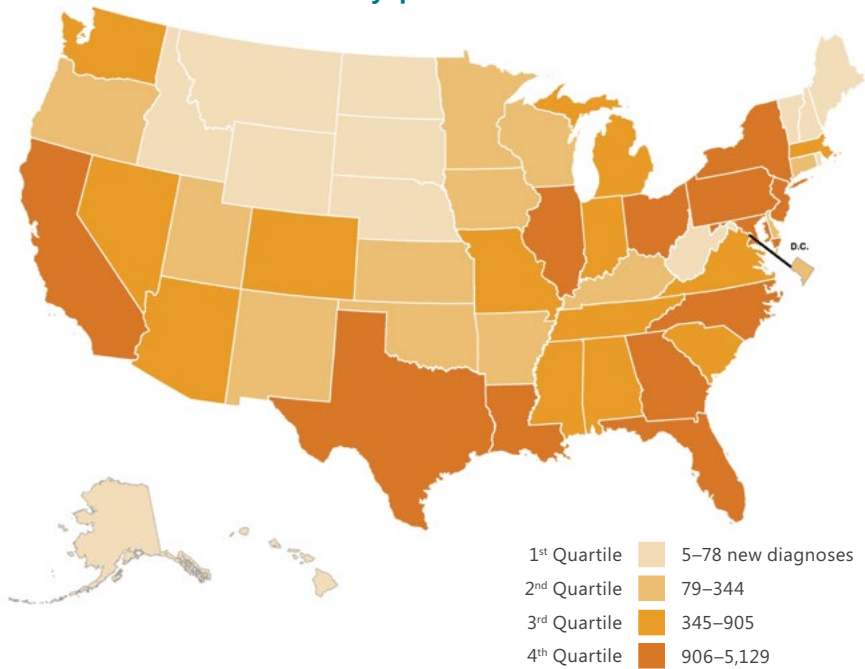 D.C.
1st Quartile 5–78 new diagnoses
2nd Quartile 79–344
3rd Quartile 345–905
4th Quartile 906–5,129